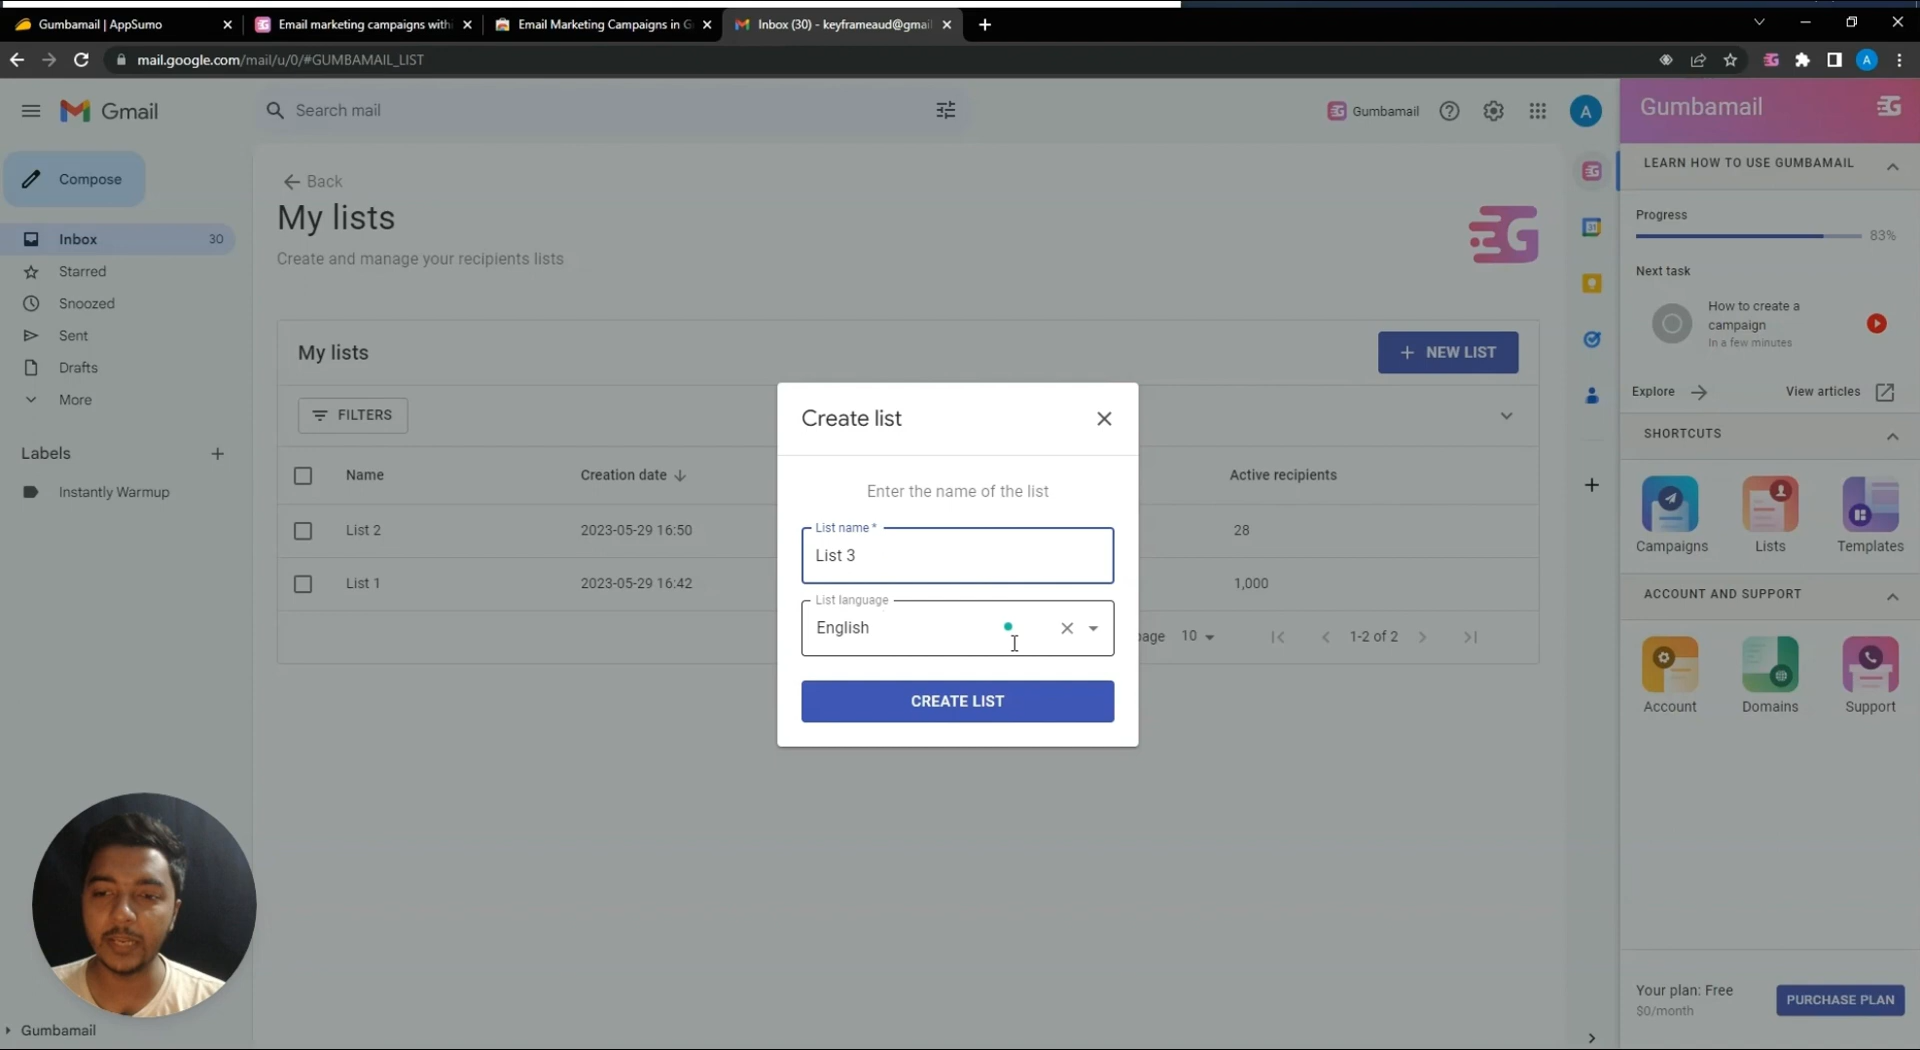 Gumbamail | AppSumo
Email marketing campaigns with
Email Marketing Campaigns in G
Inbox (30) - keyframeaud@gmail
mail.google.com/mail/u/0/#GUMBAMAIL_LIST
A
Gmail
Search mail
Gumbamail
A
Gumbamail
Compose
Inbox 30
Starred
Snoozed
Sent
Drafts
More
Labels
Instantly Warmup
Gumbamail
Back
My lists
Create and manage your recipients lists
My lists
NEW LIST
FILTERS
Name Creation date Active recipients
List 2 2023-05-29 16:50 28
List 1 2023-05-29 16:42 1,000
page 10 1-2 of 2
Create list
Enter the name of the list
List name *
List 3
List language
English
CREATE LIST
31
LEARN HOW TO USE GUMBAMAIL
Progress
83%
Next task
How to create a
campaign
In a few minutes
Explore View articles
SHORTCUTS
Campaigns Lists Templates
ACCOUNT AND SUPPORT
Account Domains Support
Your plan: Free
$0/month
PURCHASE PLAN